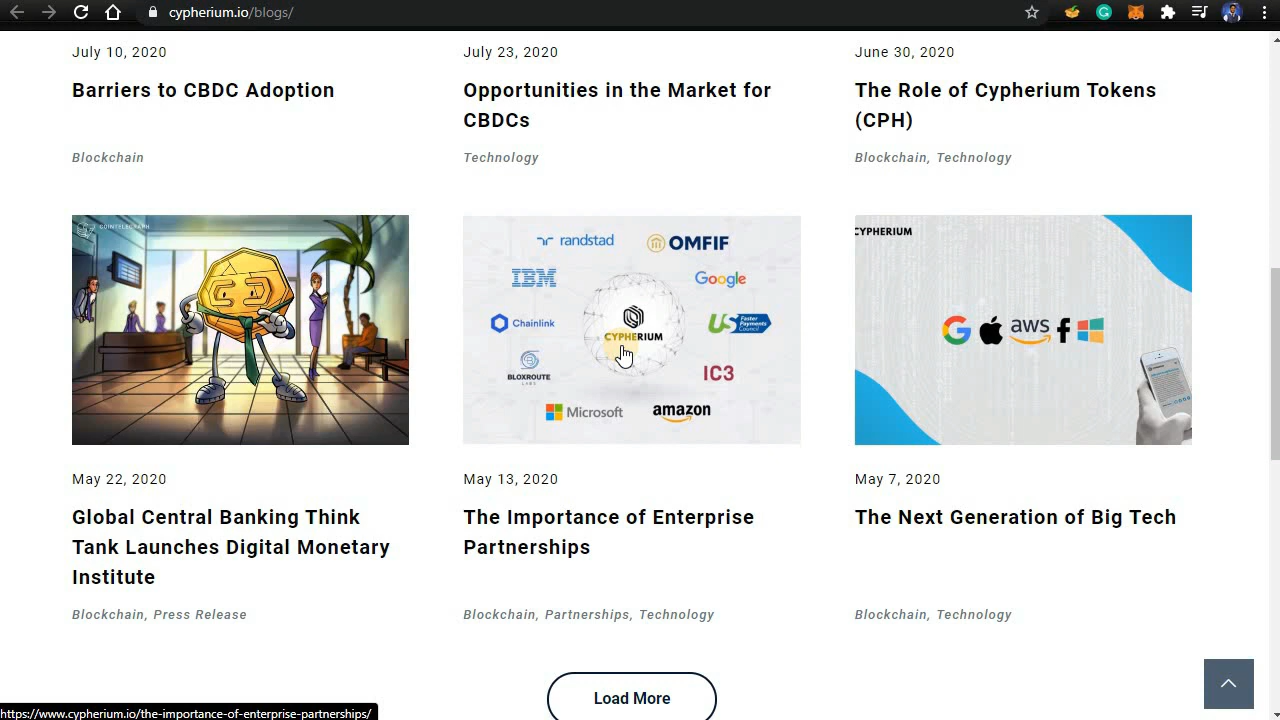 cypherium.io/blogs/
July 10, 2020
Barriers to CBDC Adoption
Blockchain
July 23, 2020
Opportunities in the Market for
CBDCs
Technology
June 30, 2020
The Role of Cypherium Tokens
(CPH)
Blockchain, Technology
COINTELEGRAPH
May 22, 2020
Global Central Banking Think
Tank Launches Digital Monetary
Institute
Blockchain, Press Release
randstad
OMFIF
IBM
Google
Chainlink
CYPHERIUM
US Faster
Payments
Council
BLOXROUTE
LABS
IC3
Microsoft
amazon
May 13, 2020
The Importance of Enterprise
Partnerships
Blockchain, Partnerships, Technology
CYPHERIUM
G aws f
May 7, 2020
The Next Generation of Big Tech
Blockchain, Technology
Load More
https://www.cypherium.io/the-importance-of-enterprise-partnerships/